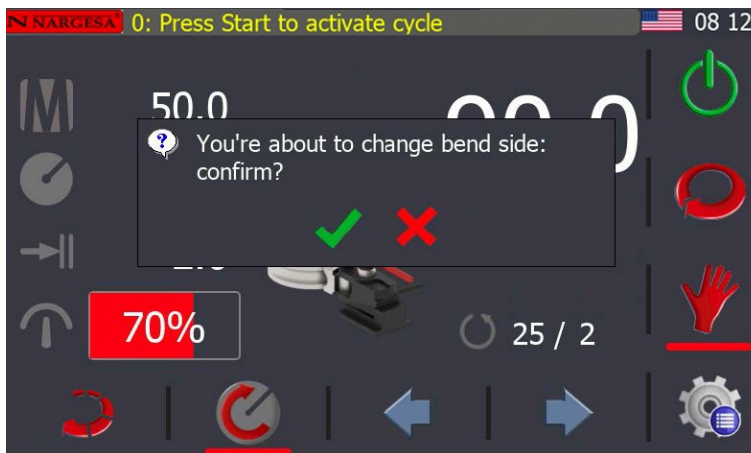 N NARGESA
0: Press Start to activate cycle
08 12
50.0
You're about to change bend side:
confirm?
70%
25 / 2